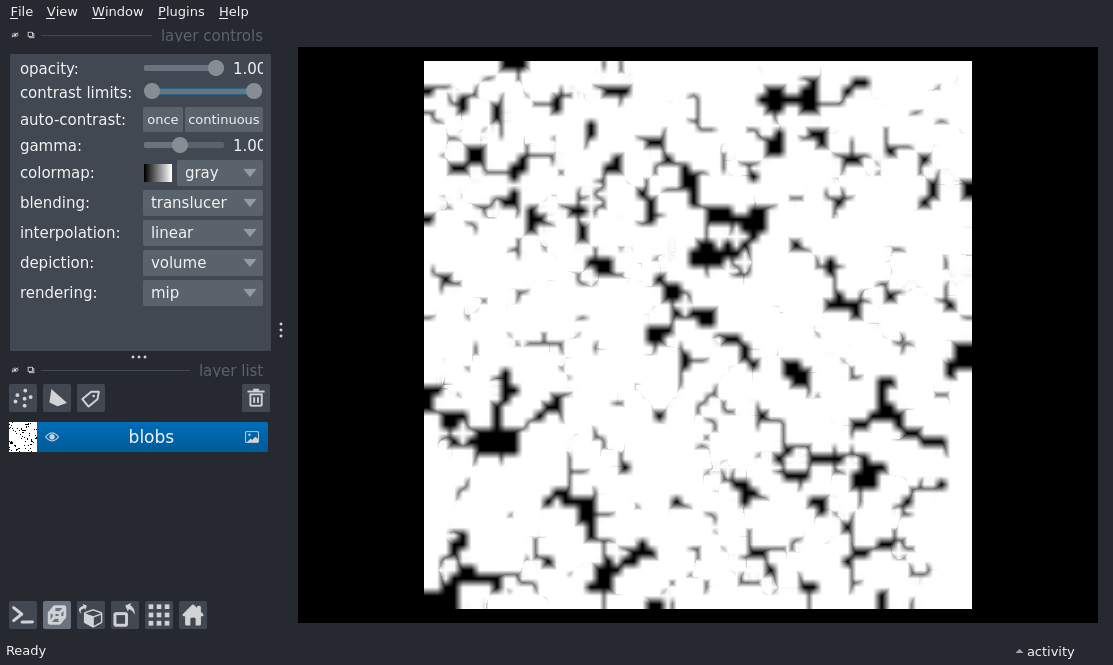 File View Window Plugins Help
layer controls
opacity: 1.00
contrast limits:
auto-contrast: once continuous
gamma: 1.00
colormap: gray
blending: translucer
interpolation: linear
depiction: volume
rendering: mip
layer list
blobs
Ready
activity